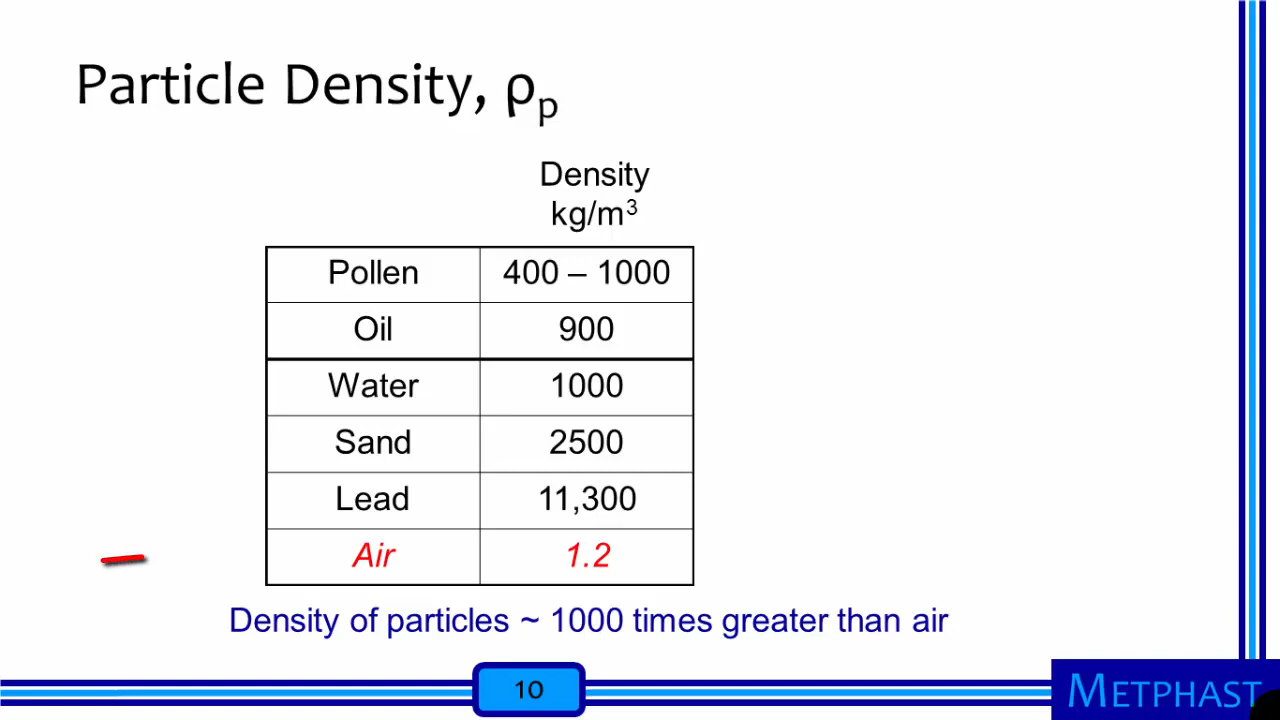 Particle Density, ρp
Density
kg/m³
Pollen 400 – 1000
Oil 900
Water 1000
Sand 2500
Lead 11,300
Air 1.2
Density of particles ~ 1000 times greater than air
10
METPHAST